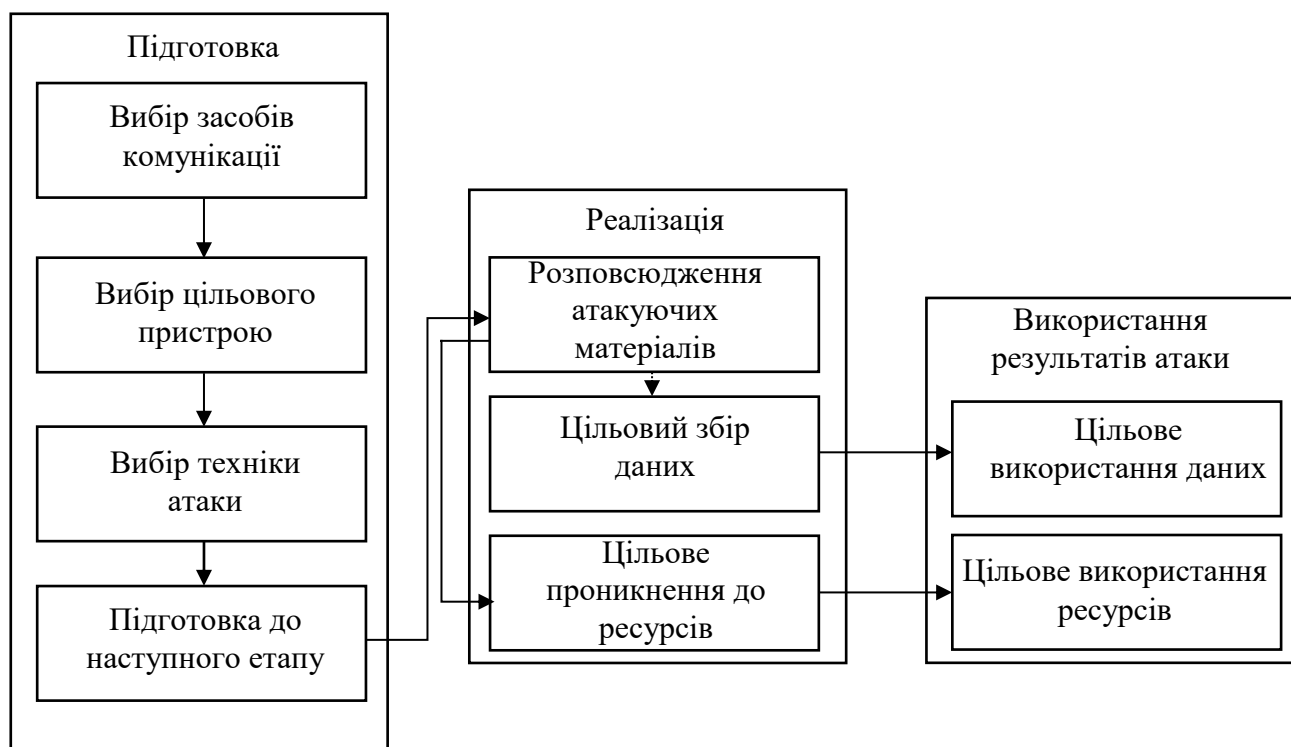 Підготовка
Вибір засобів
комунікації
Вибір цільового
пристрою
Вибір техніки
атаки
Підготовка до
наступного етапу
Реалізація
Розповсюдження
атакуючих
матеріалів
Цільовий збір
даних
Цільове
проникнення до
ресурсів
Використання
результатів атаки
Цільове
використання даних
Цільове використання
ресурсів